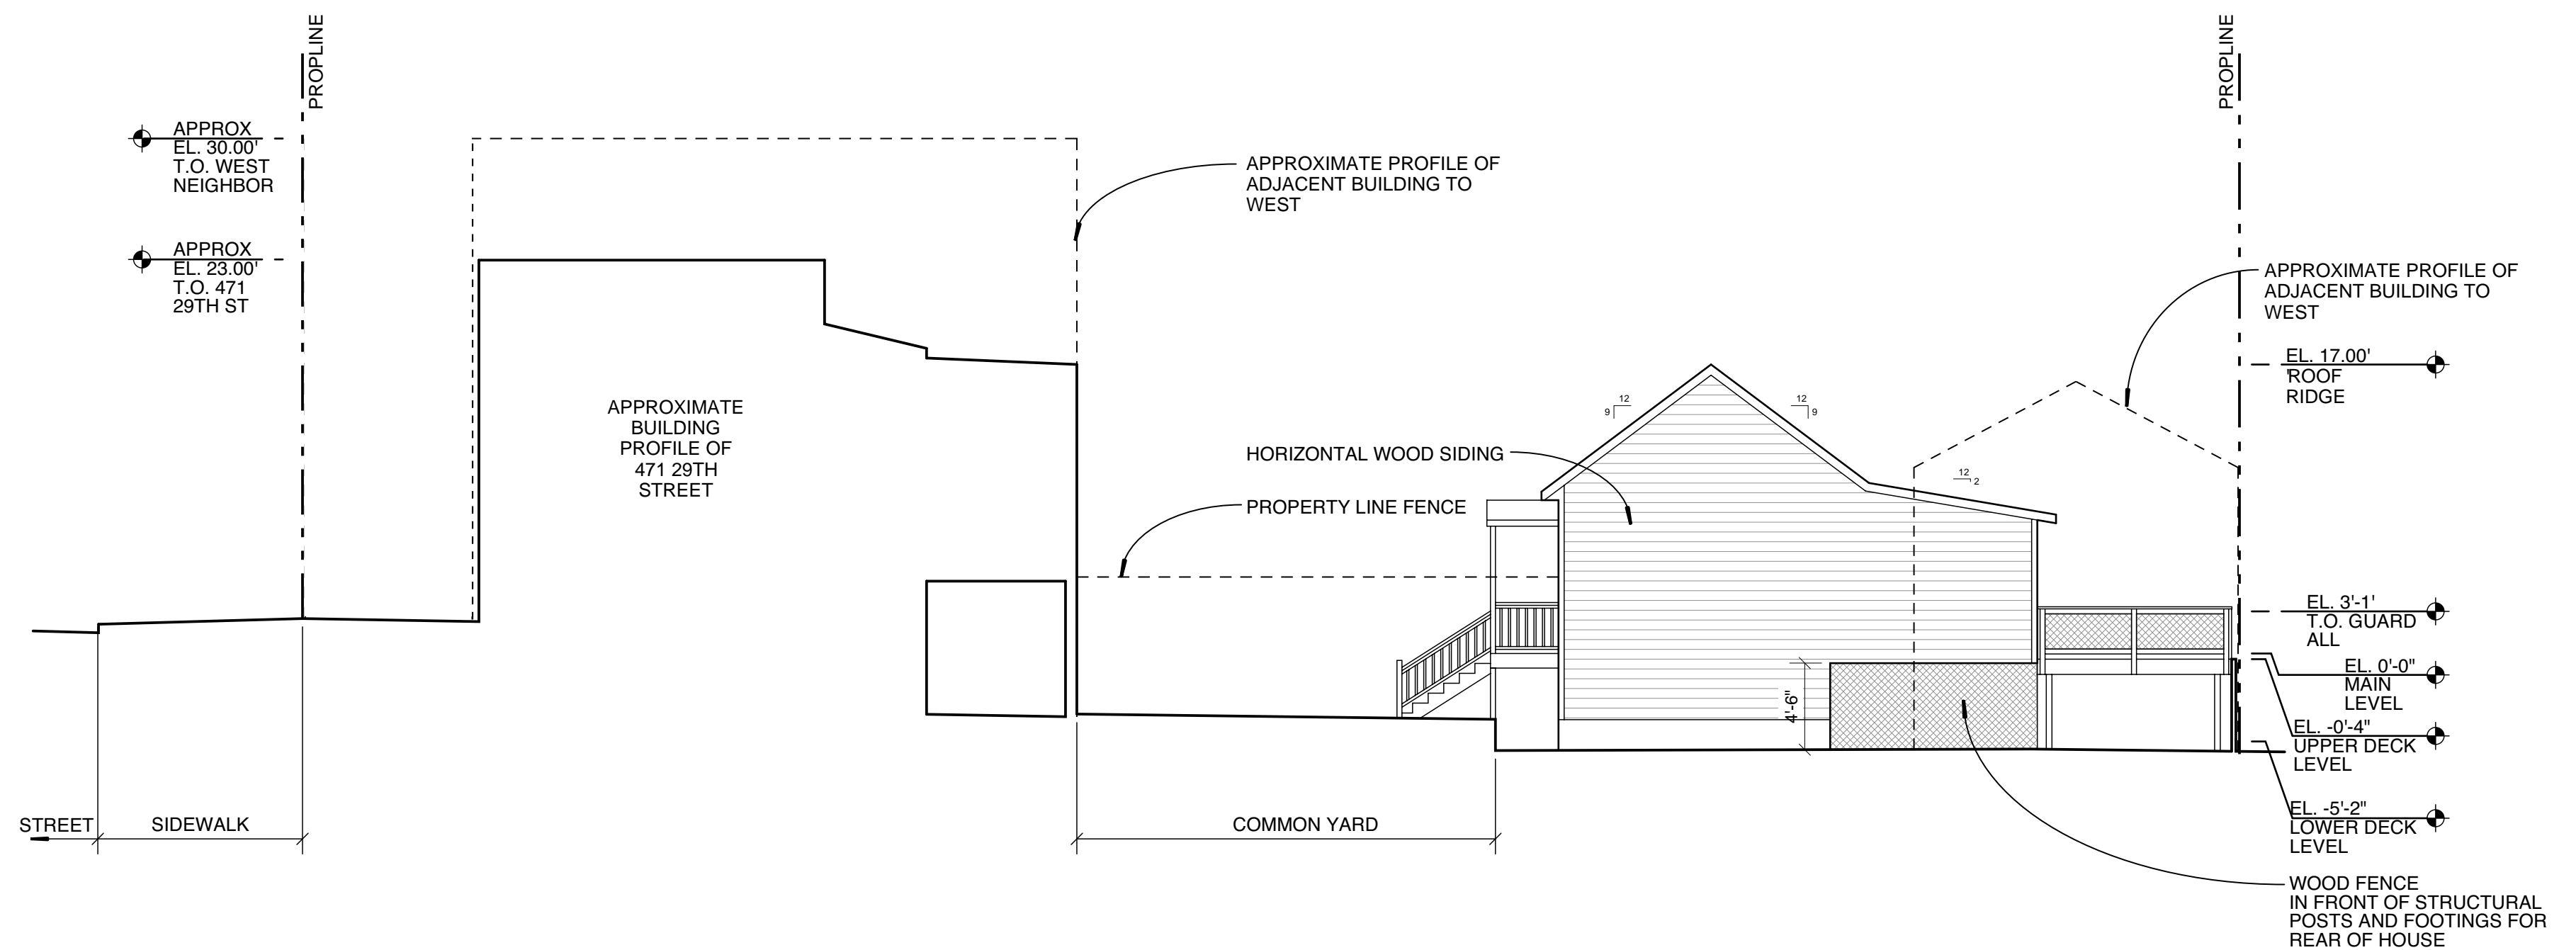 PROPLINE
PROPLINE
APPROX
EL. 30.00'
T.O. WEST
NEIGHBOR
APPROX
EL. 23.00'
T.O. 471
29TH ST
APPROXIMATE PROFILE OF
ADJACENT BUILDING TO
WEST
APPROXIMATE PROFILE OF
ADJACENT BUILDING TO
WEST
EL. 17.00'
'ROOF
RIDGE
APPROXIMATE
BUILDING
PROFILE OF
471 29TH
STREET
12
9
12
9
HORIZONTAL WOOD SIDING
12
2
PROPERTY LINE FENCE
EL. 3'-1'
T.O. GUARD
ALL
EL. 0'-0"
MAIN
LEVEL
4'-6"
EL. -0'-4"
UPPER DECK
LEVEL
EL. -5'-2"
LOWER DECK
LEVEL
STREET
SIDEWALK
COMMON YARD
WOOD FENCE
IN FRONT OF STRUCTURAL
POSTS AND FOOTINGS FOR
REAR OF HOUSE